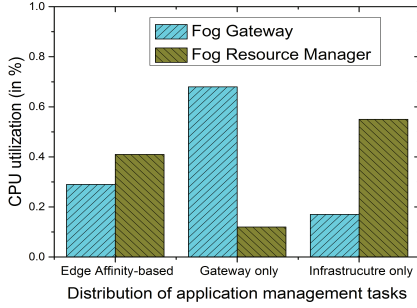 CPU utilization (in %)
1.0
0.8
0.6
0.4
0.2
0.0
Fog Gateway
Fog Resource Manager
Edge Affinity-based Gateway only Infrastrucutre only
Distribution of application management tasks